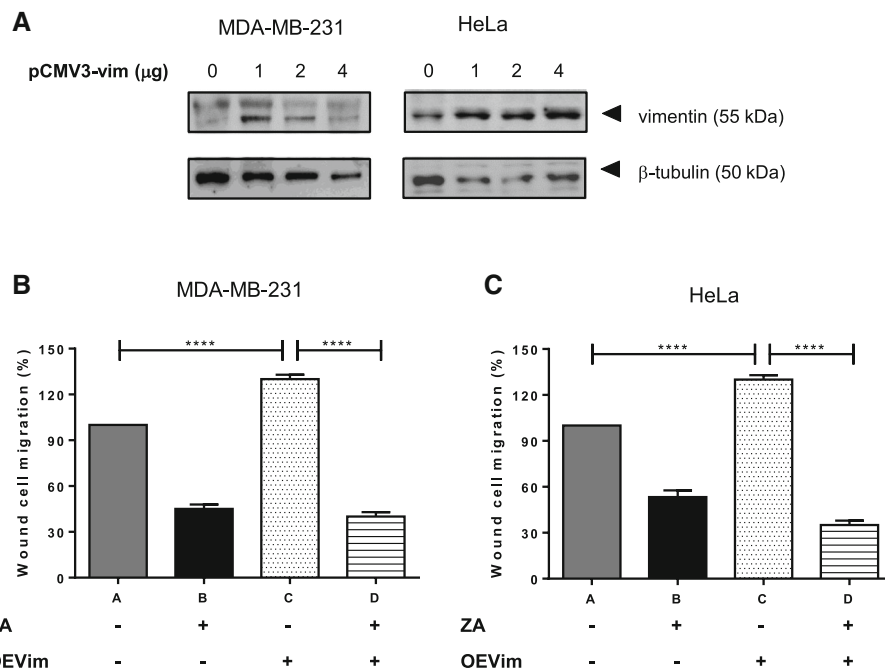 A
MDA-MB-231 HeLa
pCMV3-vim (µg) 0 1 2 4 0 1 2 4
vimentin (55 kDa)
β-tubulin (50 kDa)
B
MDA-MB-231
Wound cell migration (%)
150
120
90
60
30
0
**** ****
A B C D
A - + - +
OEVim - - + +
C
HeLa
Wound cell migration (%)
150
120
90
60
30
0
**** ****
A B C D
ZA - + - +
OEVim - - + +